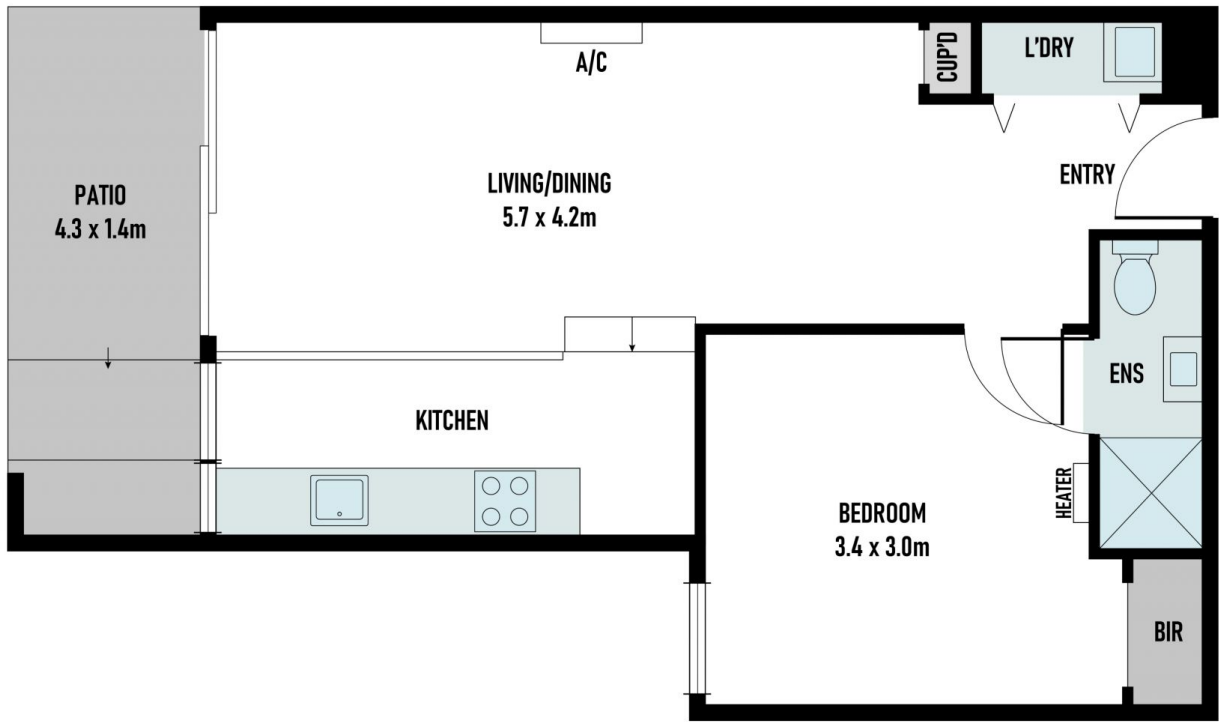 A/C
CUP'D
L'DRY
ENTRY
PATIO
4.3 x 1.4m
LIVING/DINING
5.7 x 4.2m
KITCHEN
ENS
HEATER
BEDROOM
3.4 x 3.0m
BIR